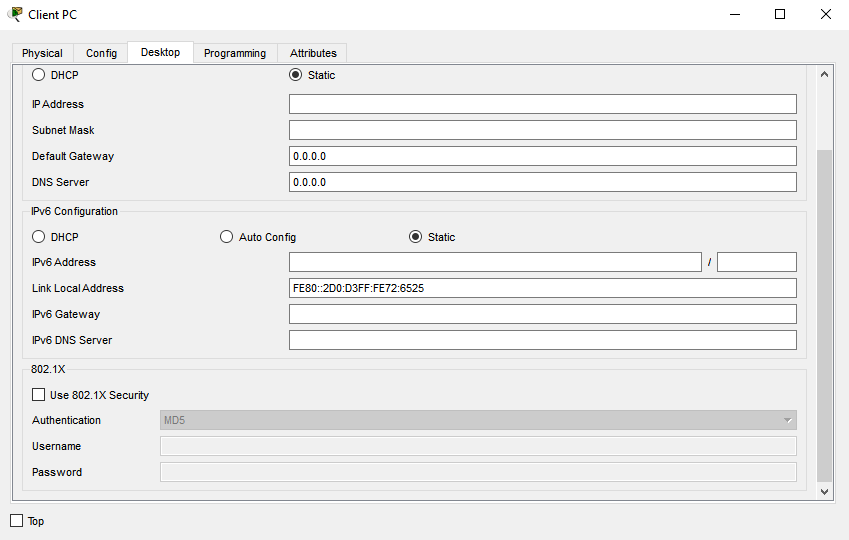 Client PC
Physical Config Desktop Programming Attributes
DHCP Static
IP Address
Subnet Mask
Default Gateway 0.0.0.0
DNS Server 0.0.0.0
IPv6 Configuration
DHCP Auto Config Static
IPv6 Address /
Link Local Address FE80::2D0:D3FF:FE72:6525
IPv6 Gateway
IPv6 DNS Server
802.1X
Use 802.1X Security
Authentication MD5
Username
Password
Top